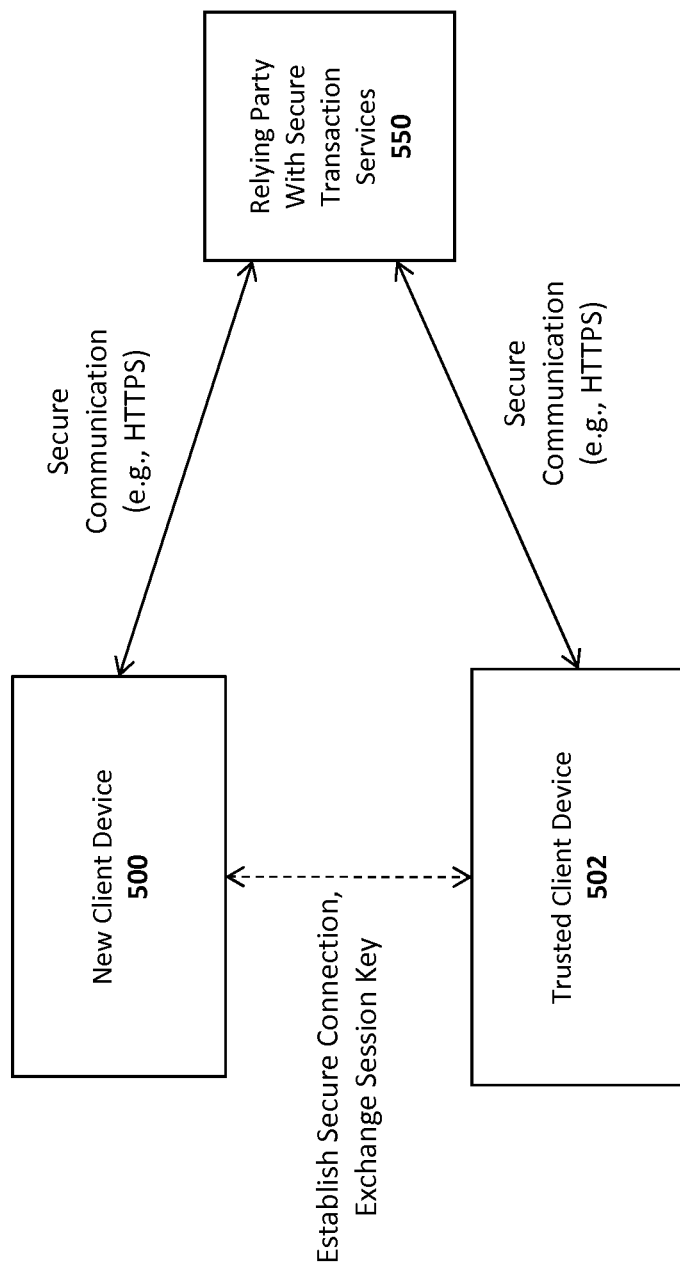 New Client Device
500
Establish Secure Connection,
Exchange Session Key
Trusted Client Device
502
Secure
Communication
(e.g., HTTPS)
Secure
Communication
(e.g., HTTPS)
Relying Party
With Secure
Transaction
Services
550